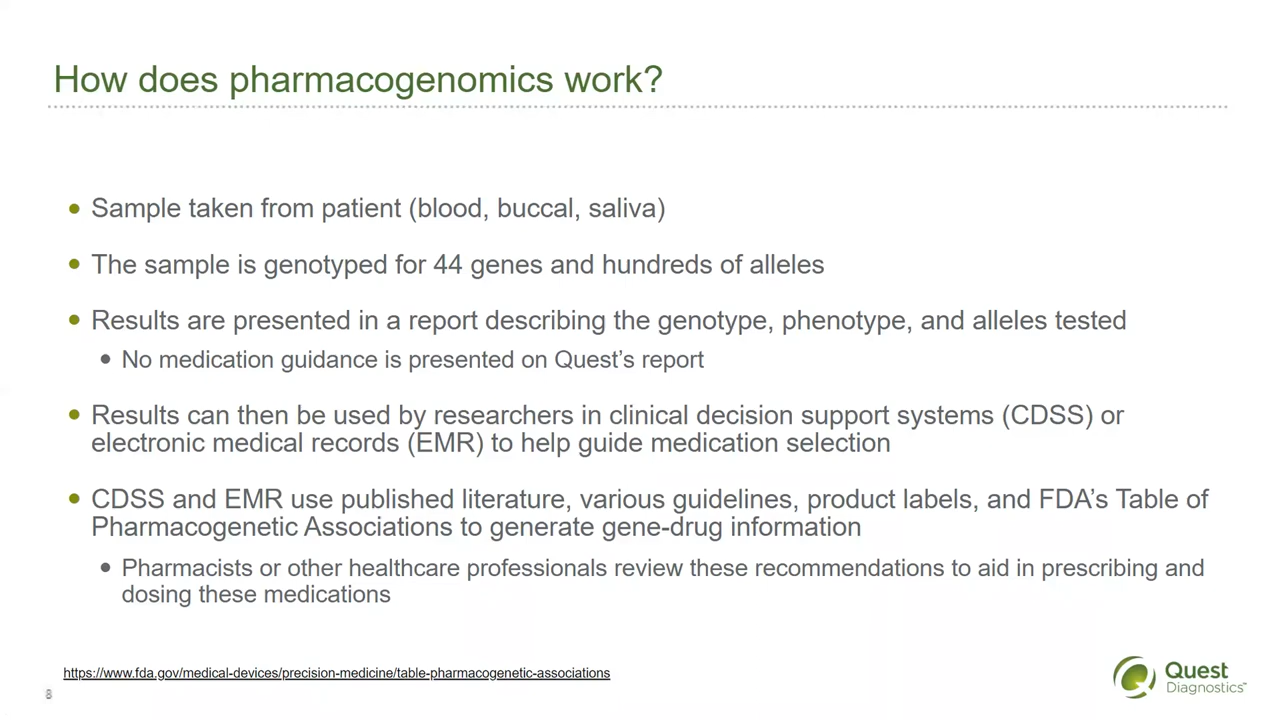 How does pharmacogenomics work?
• Sample taken from patient (blood, buccal, saliva)
• The sample is genotyped for 44 genes and hundreds of alleles
• Results are presented in a report describing the genotype, phenotype, and alleles tested
• No medication guidance is presented on Quest’s report
• Results can then be used by researchers in clinical decision support systems (CDSS) or
electronic medical records (EMR) to help guide medication selection
• CDSS and EMR use published literature, various guidelines, product labels, and FDA’s Table of
Pharmacogenetic Associations to generate gene-drug information
• Pharmacists or other healthcare professionals review these recommendations to aid in prescribing and
dosing these medications
https://www.fda.gov/medical-devices/precision-medicine/table-pharmacogenetic-associations
8
Quest
Diagnostics™